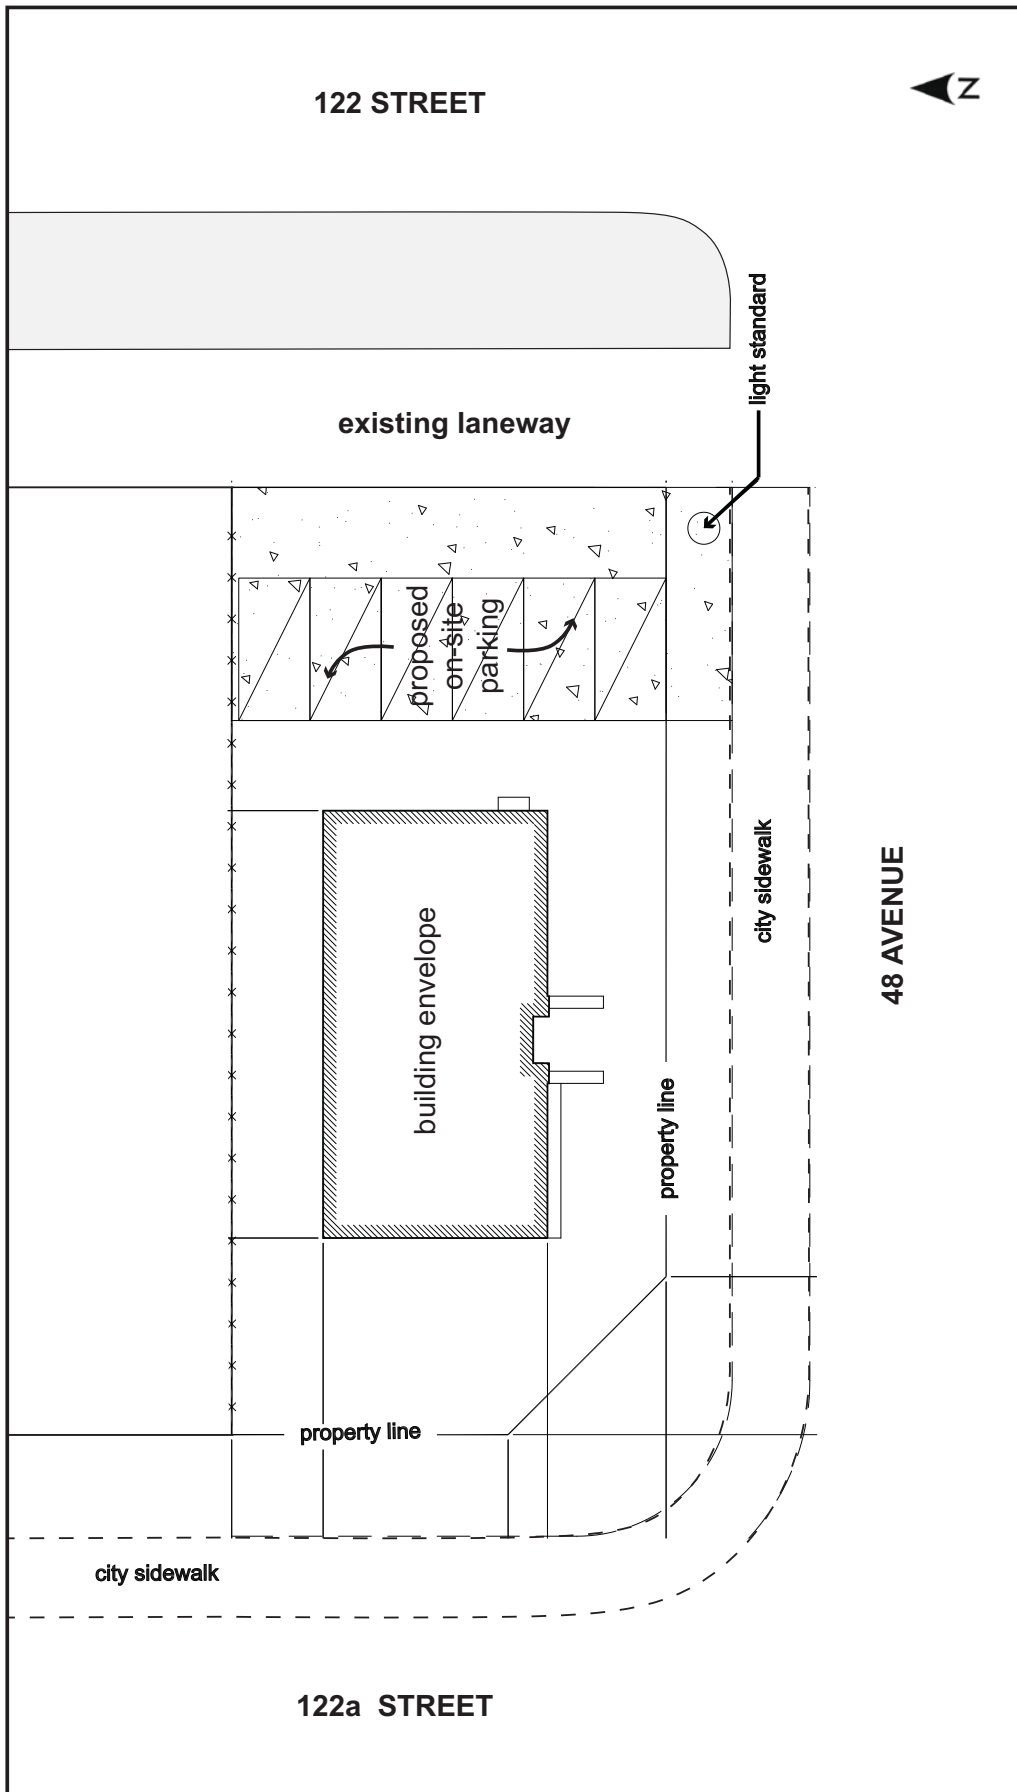 122 STREET
N
light standard
existing laneway
proposed
on-site
parking
city sidewalk
48 AVENUE
building envelope
property line
property line
city sidewalk
122a STREET